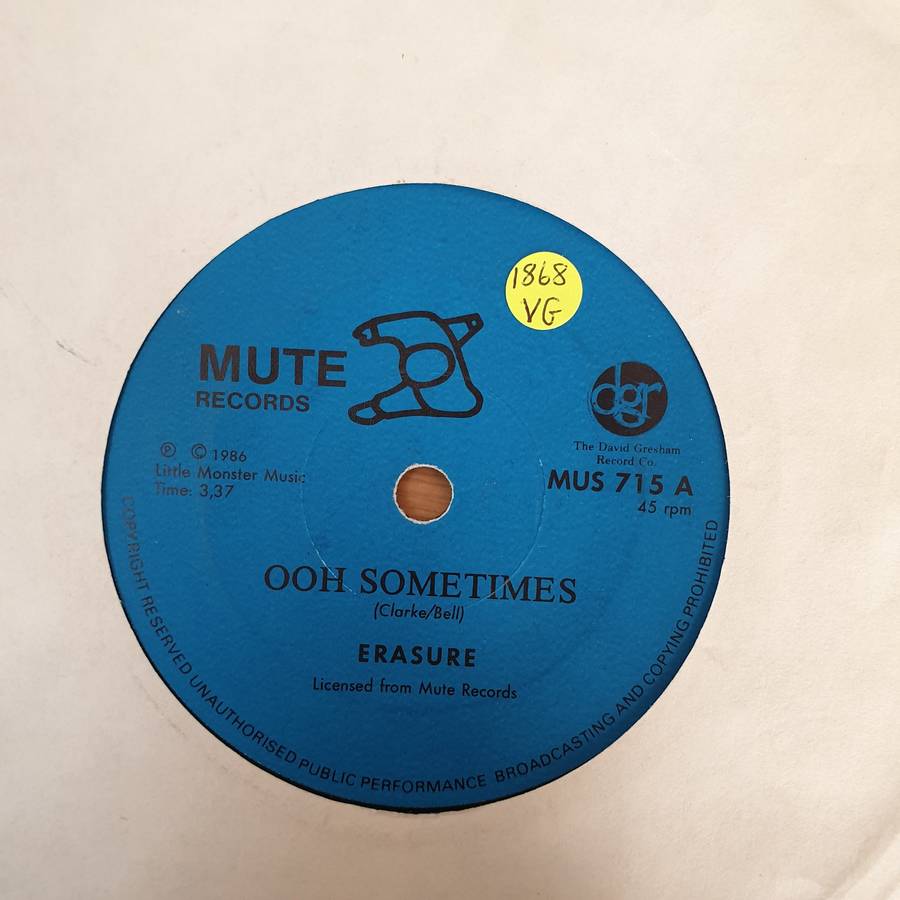 1868
VG
MUTE
RECORDS
dgr
The David Gresham
Record Co.
℗ © 1986
Little Monster Music
Time: 3,37
MUS 715 A
45 rpm
OOH SOMETIMES
(Clarke/Bell)
ERASURE
Licensed from Mute Records
COPYRIGHT RESERVED UNAUTHORISED PUBLIC PERFORMANCE BROADCASTING AND COPYING PROHIBITED